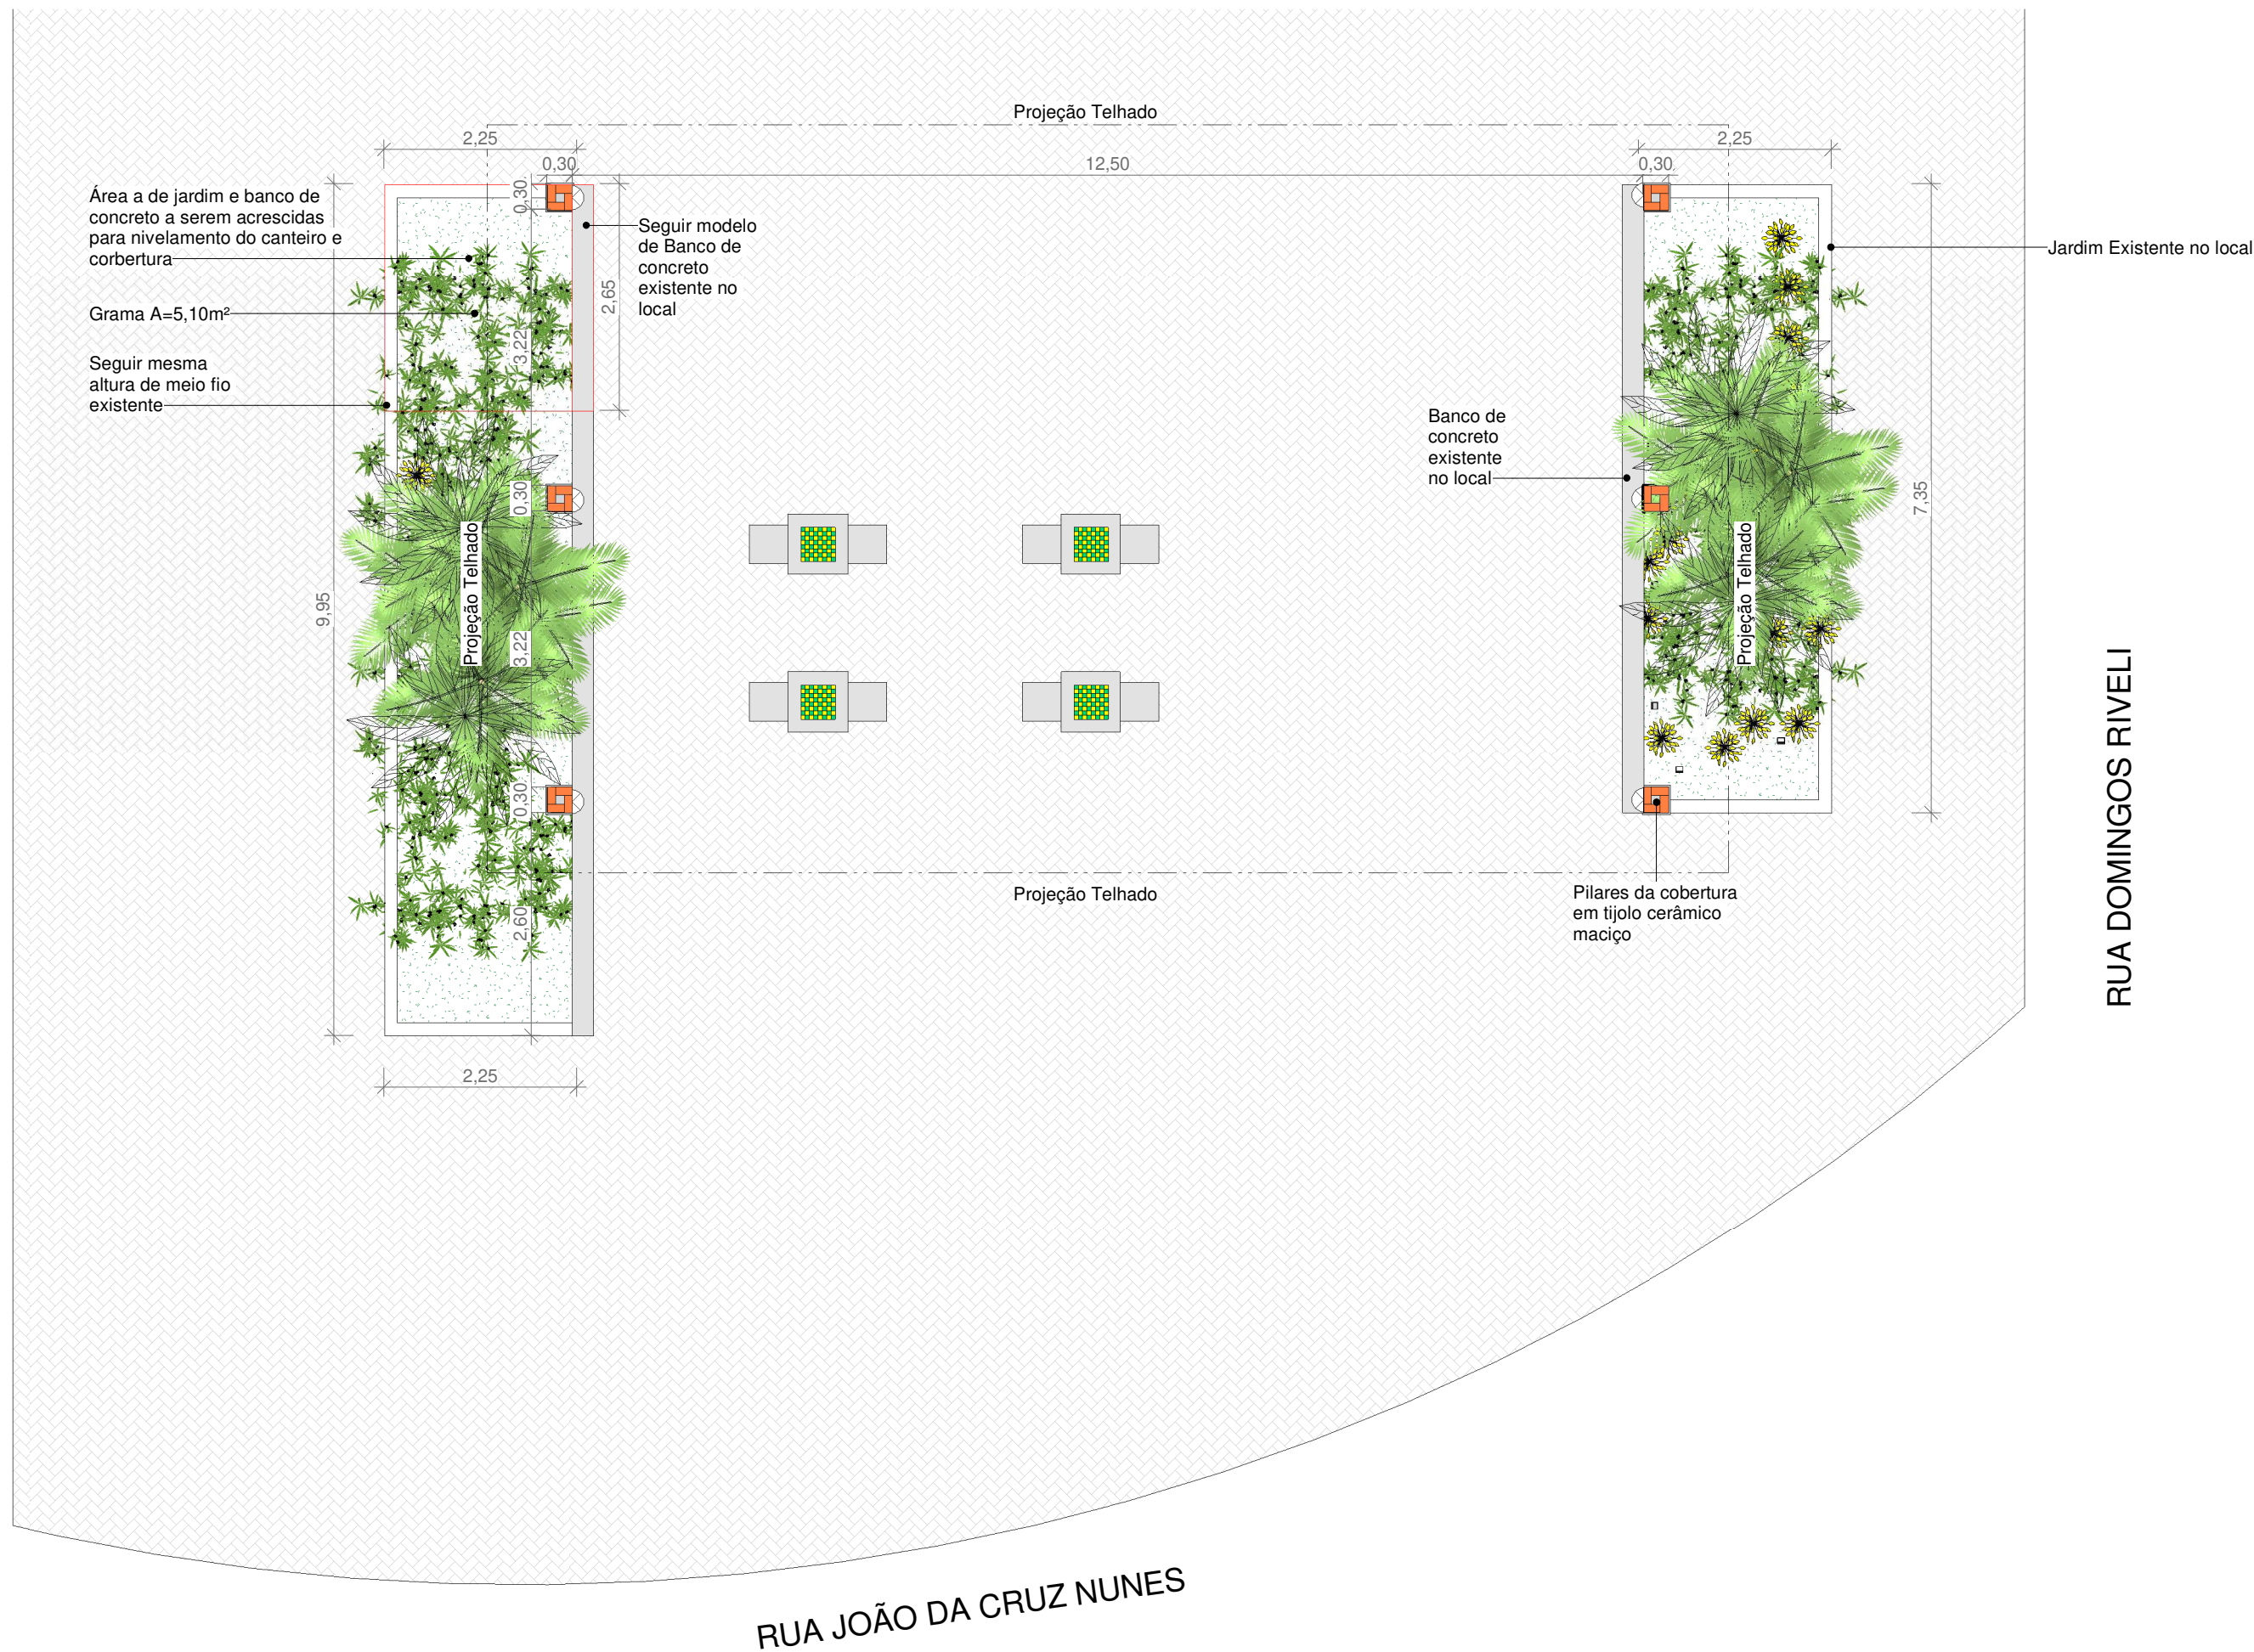 Projeção Telhado
2,25
2,25
0,30
12,50
0,30
Área a de jardim e banco de
concreto a serem acrescidas
para nivelamento do canteiro e
corbertura
0,30
Seguir modelo
de Banco de
concreto
existente no
local
Jardim Existente no local
2,65
Grama A=5,10m²
3,22
Seguir mesma
altura de meio fio
existente
Banco de
concreto
existente
no local
0,30
7,35
Projeção Telhado
Projeção Telhado
9,95
3,22
0,30
Projeção Telhado
Pilares da cobertura
em tijolo cerâmico
maciço
2,60
2,25
RUA DOMINGOS RIVELI
RUA JOÃO DA CRUZ NUNES